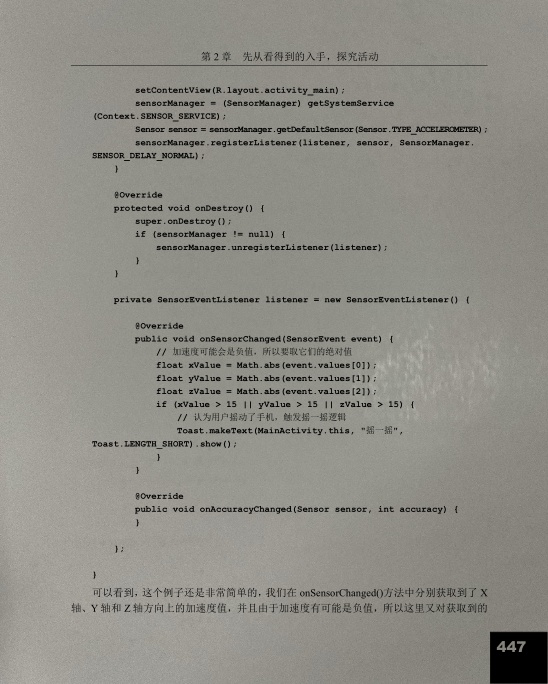 第 2 章 先从看得到的入手，探究活动
setContentView(R.layout.activity_main);
sensorManager = (SensorManager) getSystemService
(Context.SENSOR_SERVICE);
Sensor sensor = sensorManager.getDefaultSensor(Sensor.TYPE_ACCELEROMETER);
sensorManager.registerListener(listener, sensor, SensorManager.
SENSOR_DELAY_NORMAL);
}
@Override
protected void onDestroy() {
super.onDestroy();
if (sensorManager != null) {
sensorManager.unregisterListener(listener);
}
}
private SensorEventListener listener = new SensorEventListener() {
@Override
public void onSensorChanged(SensorEvent event) {
// 加速度可能会是负值，所以要取它们的绝对值
float xValue = Math.abs(event.values[0]);
float yValue = Math.abs(event.values[1]);
float zValue = Math.abs(event.values[2]);
if (xValue > 15 || yValue > 15 || zValue > 15) {
// 认为用户摇动了手机，触发摇一摇逻辑
Toast.makeText(MainActivity.this, "摇一摇",
Toast.LENGTH_SHORT).show();
}
}
@Override
public void onAccuracyChanged(Sensor sensor, int accuracy) {
}
};
}
可以看到，这个例子还是非常简单的，我们在 onSensorChanged()方法中分别获取到了 X
轴、Y 轴和 Z 轴方向上的加速度值，并且由于加速度有可能是负值，所以这里又对获取到的
447